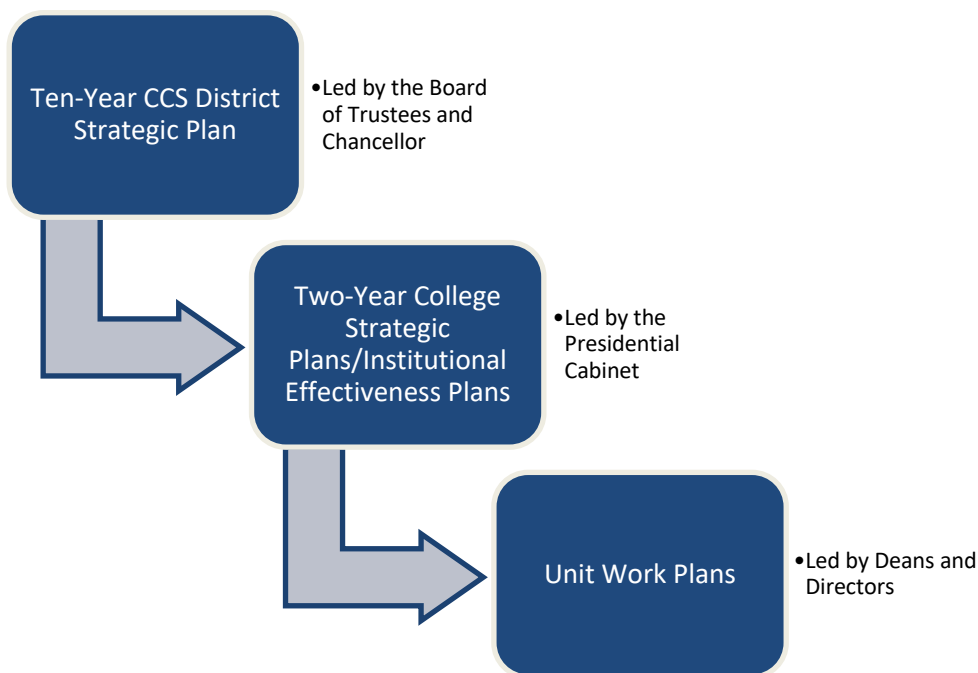 Ten-Year CCS District
Strategic Plan
•Led by the Board
of Trustees and
Chancellor
Two-Year College
Strategic
Plans/Institutional
Effectiveness Plans
•Led by the
Presidential
Cabinet
Unit Work Plans
•Led by Deans and
Directors